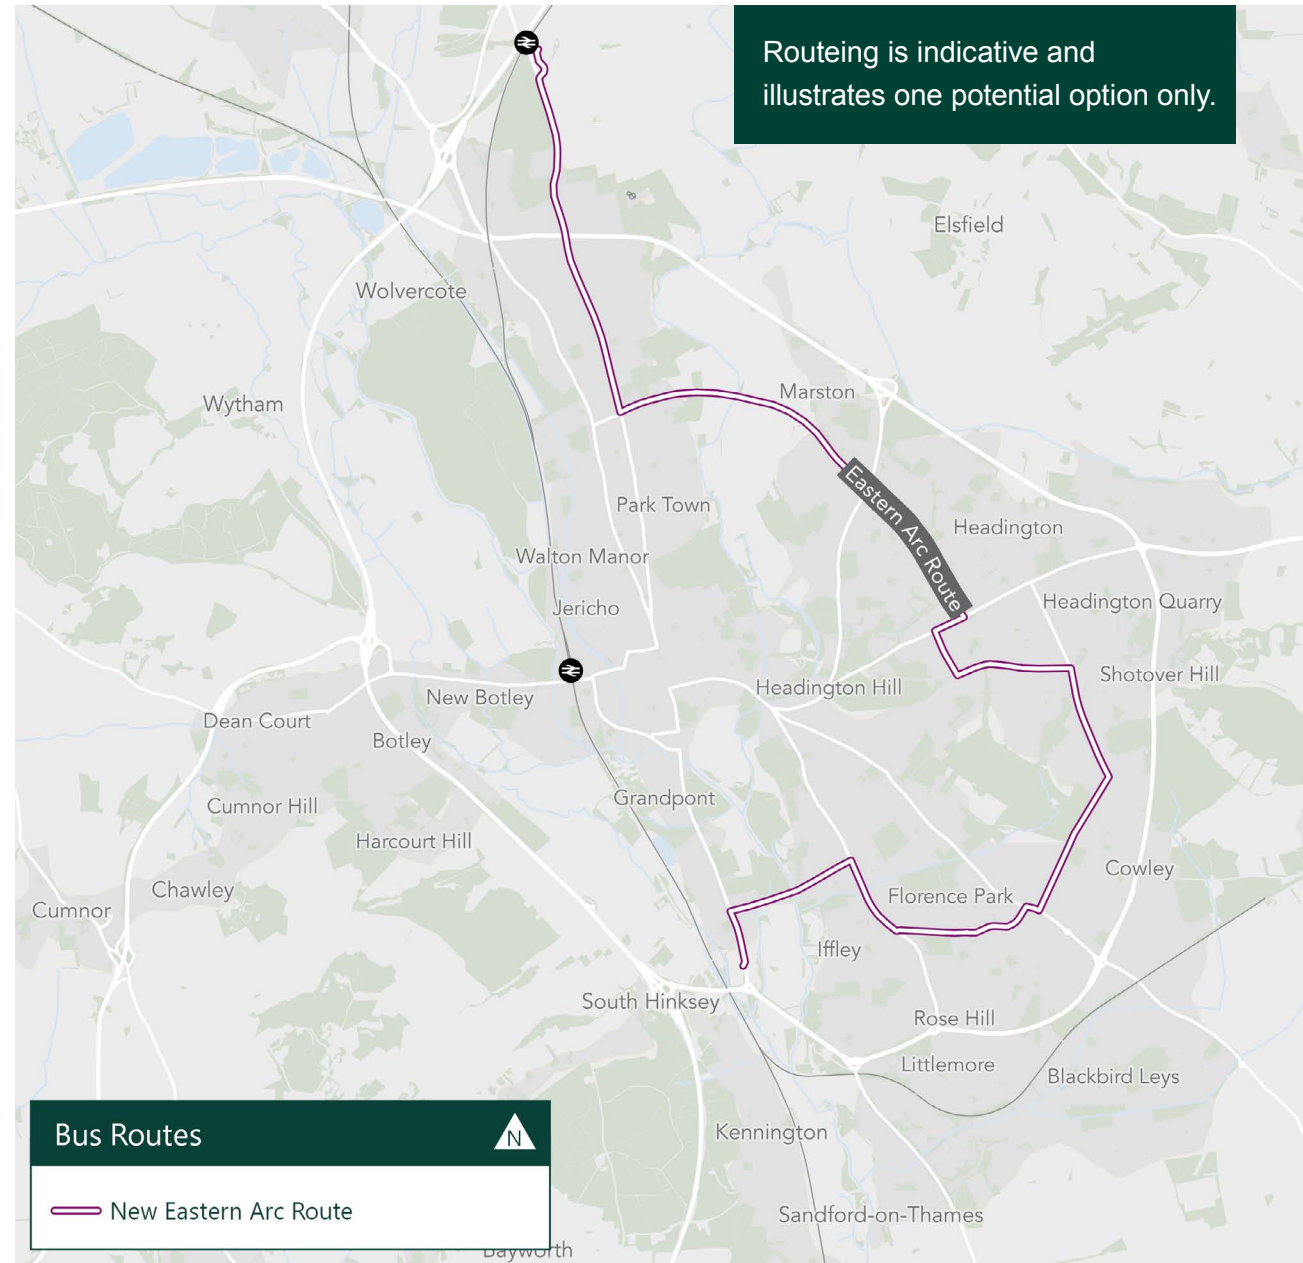 Routeing is indicative and
illustrates one potential option only.
Elsfield
Wolvercote
Marston
Wytham
Eastern Arc Route
Park Town
Headington
Walton Manor
Jericho
Headington Quarry
Shotover Hill
Headington Hill
New Botley
Dean Court
Botley
Grandpont
Cumnor Hill
Harcourt Hill
Cowley
Chawley
Florence Park
Cumnor
Iffley
South Hinksey
Rose Hill
Littlemore
Blackbird Leys
Kennington
Sandford-on-Thames
Bus Routes
N
New Eastern Arc Route
Bayworth